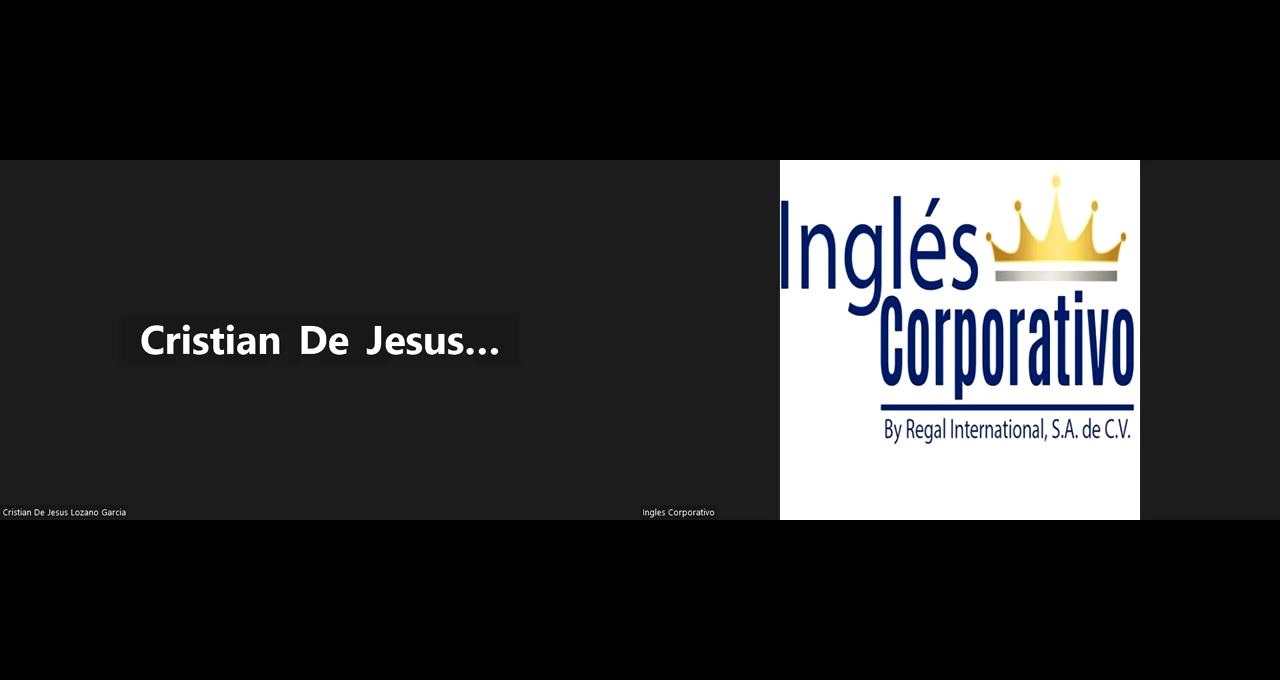 Cristian De Jesus...
Cristian De Jesus Lozano Garcia
Inglés
Corporativo
By Regal International, S.A. de C.V.
Ingles Corporativo